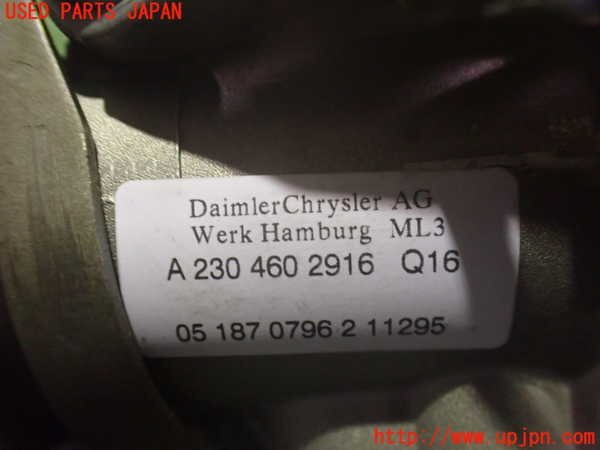 USED PARTS JAPAN
DaimlerChrysler AG
Werk Hamburg ML3
A 230 460 2916 Q16
05 187 0796 2 11295
http://www.upjpn.com/